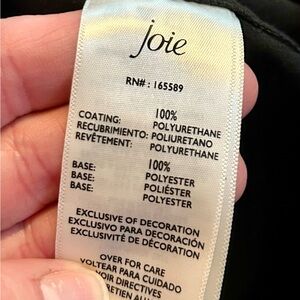 joie
RN# : 165589
COATING: 100% POLYURETHANE
RECUBRIMIENTO: POLIURETANO
REVÊTEMENT: POLYURETHANE
BASE: 100% POLYESTER
BASE: POLIÉSTER
BASE: POLYESTER
EXCLUSIVE OF DECORATION
EXCLUSIVO PARA DECORACIÓN
EXCLUSIVITÉ DE DÉCORATION
OVER FOR CARE
VOLTEAR PARA CUIDADO
VOIR DIRECTIVES